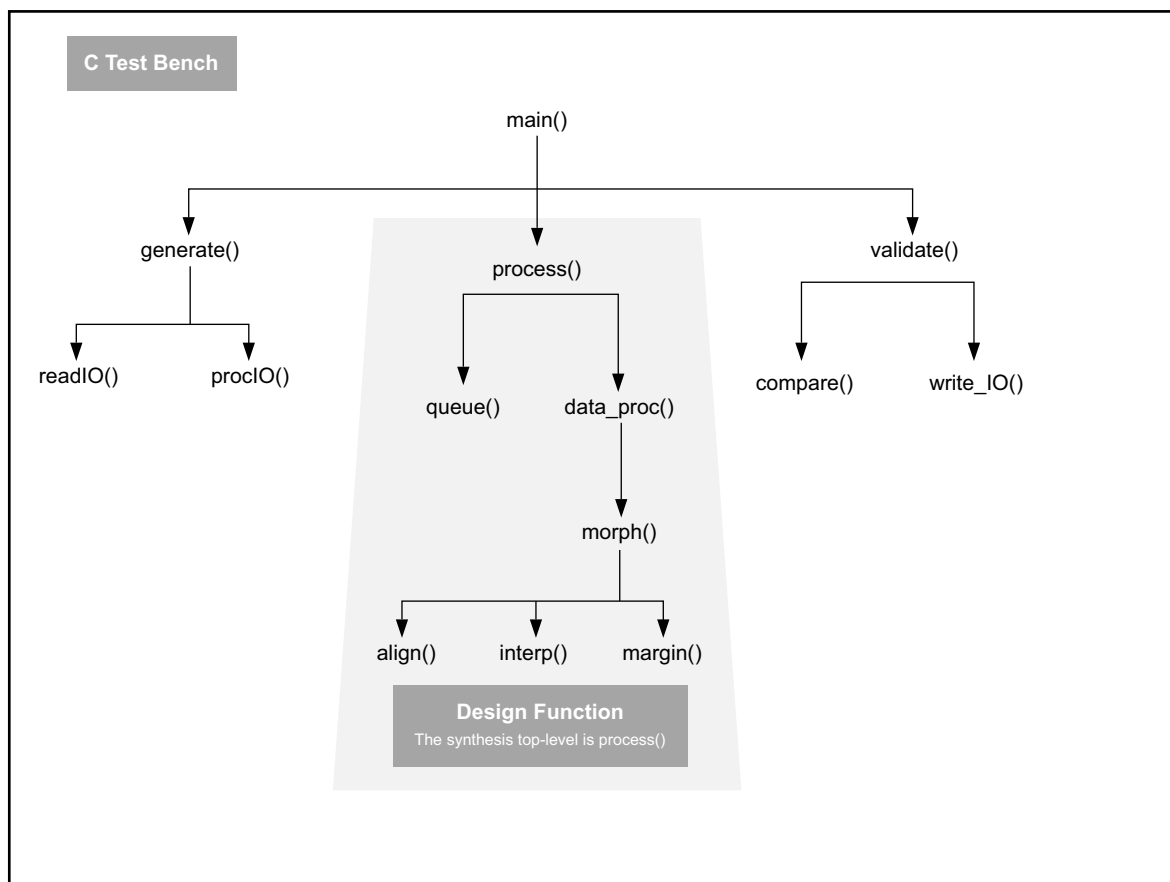 C Test Bench
main()
generate()
process()
validate()
readIO()
procIO()
queue()
data_proc()
compare()
write_IO()
morph()
align()
interp()
margin()
Design Function
The synthesis top-level is process()